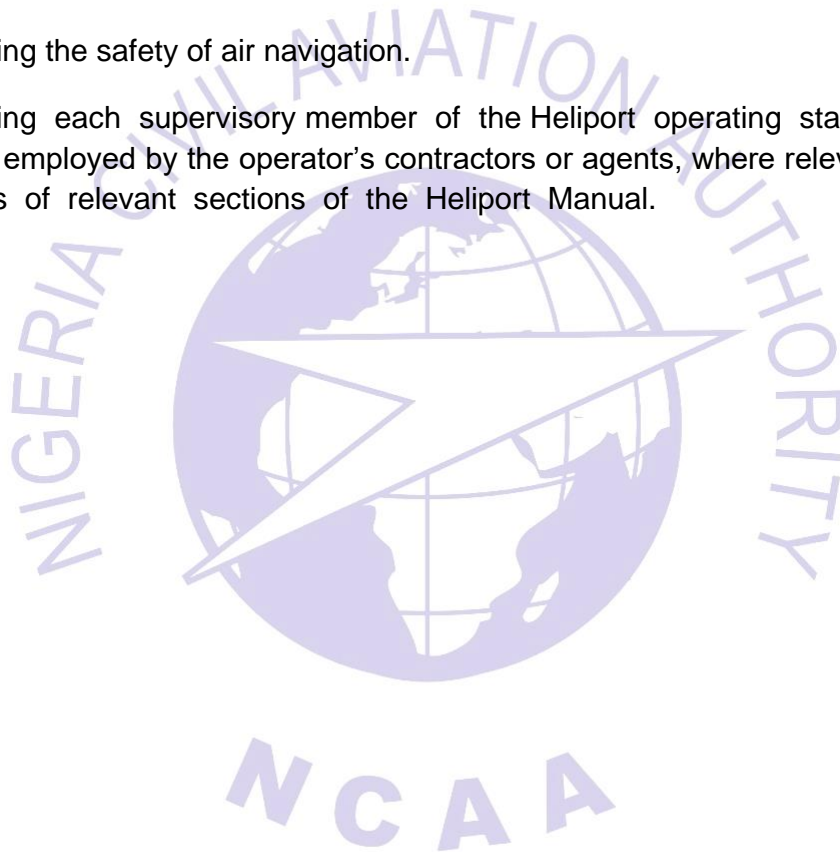 ing the safety of air navigation.
ing each supervisory member of the Heliport operating sta
employed by the operator's contractors or agents, where relev
s of relevant sections of the Heliport Manual.
NIGERIA CIVIL AVIATION AUTHORITY
NCAA